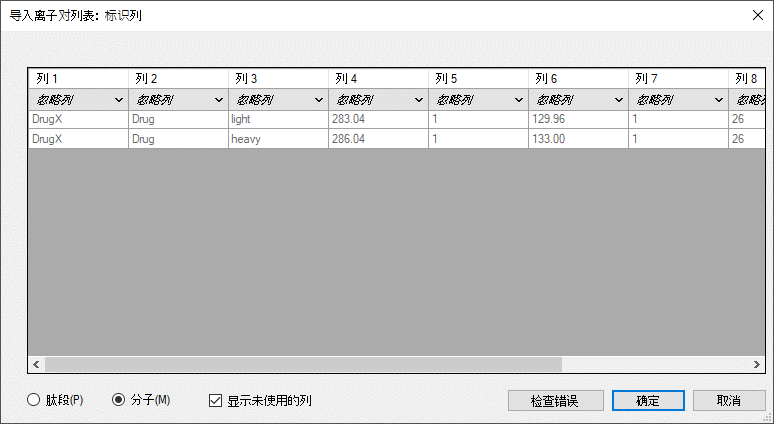 导入离子对列表: 标识列
列 1 列 2 列 3 列 4 列 5 列 6 列 7 列 8
忽略列 忽略列 忽略列 忽略列 忽略列 忽略列 忽略列 忽略列
DrugX Drug light 283.04 1 129.96 1 26
DrugX Drug heavy 286.04 1 133.00 1 26
肽段(P) 分子(M) 显示未使用的列 检查错误 确定 取消